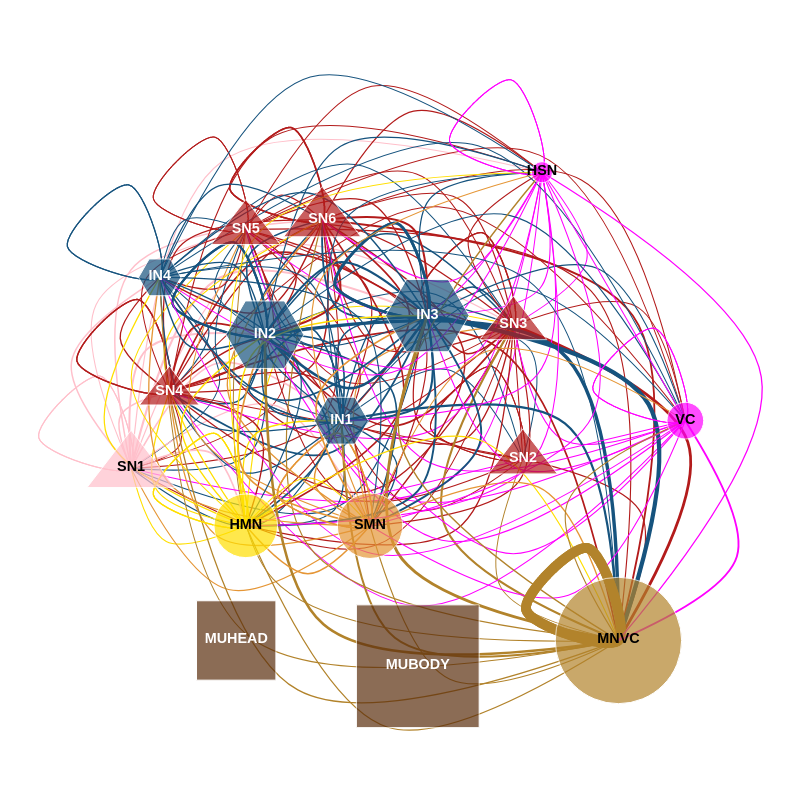 HSN
SN6
SN5
IN4
IN3
SN3
IN2
SN4
IN1
VC
SN2
SN1
HMN
SMN
MUHEAD
MNVC
MUBODY